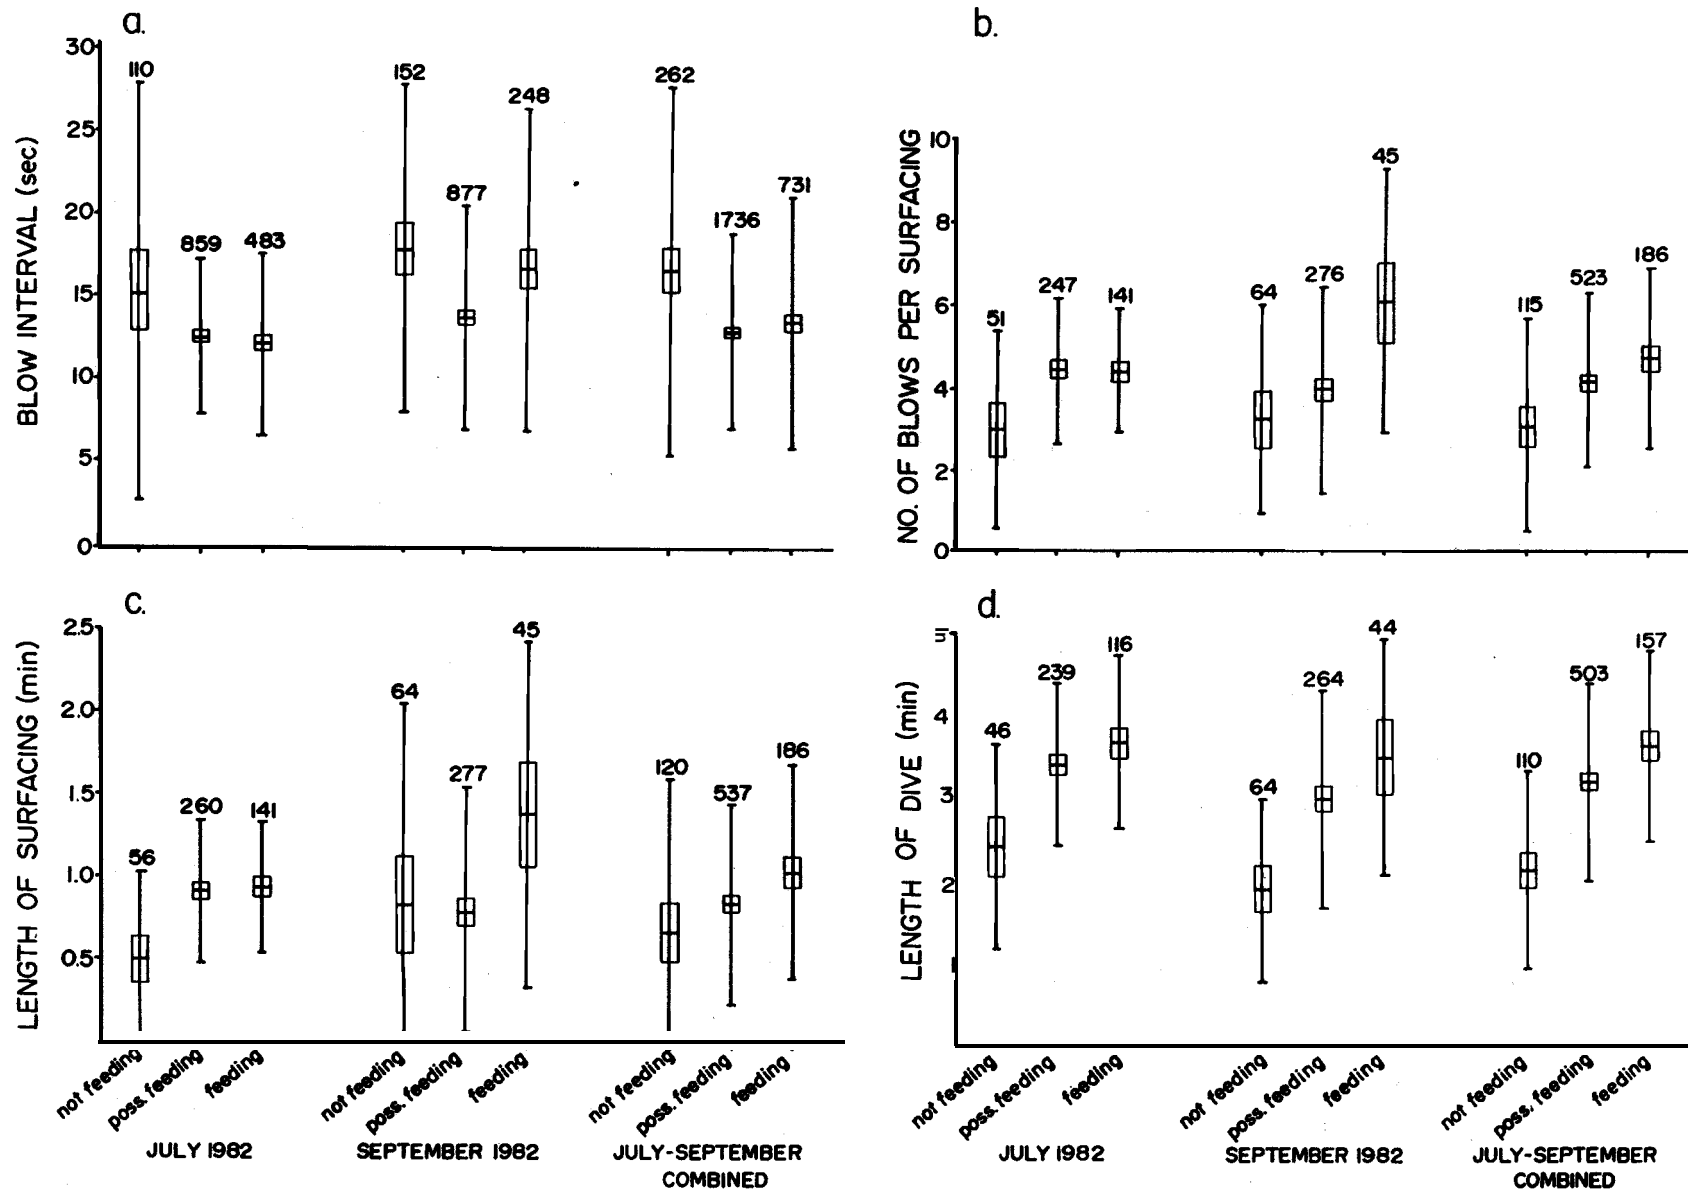 a.
BLOW INTERVAL (sec)
30
25
20
15
10
5
0
110
859
483
152
877
248
262
1736
731
b.
NO. OF BLOWS PER SURFACING
10
8
6
4
2
0
51
247
141
64
276
45
115
523
186
c.
LENGTH OF SURFACING (min)
2.5
2.0
1.5
1.0
0.5
56
260
141
64
277
45
120
537
186
not feeding
poss. feeding
feeding
not feeding
poss. feeding
feeding
not feeding
poss. feeding
feeding
JULY 1982
SEPTEMBER 1982
JULY-SEPTEMBER
COMBINED
d.
LENGTH OF DIVE (min)
5
4
3
2
1
46
239
116
64
264
44
110
503
157
not feeding
poss. feeding
feeding
not feeding
poss. feeding
feeding
not feeding
poss. feeding
feeding
JULY 1982
SEPTEMBER 1982
JULY-SEPTEMBER
COMBINED